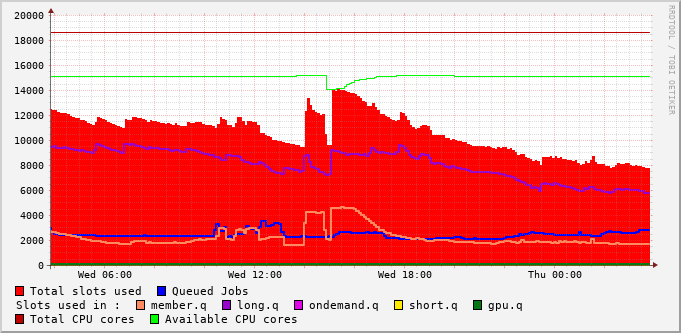 RRDTOOL / TOBI OETIKER
20000
18000
16000
14000
12000
10000
8000
6000
4000
2000
0
Wed 06:00 Wed 12:00 Wed 18:00 Thu 00:00
Total slots used Queued Jobs
Slots used in : member.q long.q ondemand.q short.q gpu.q
Total CPU cores Available CPU cores